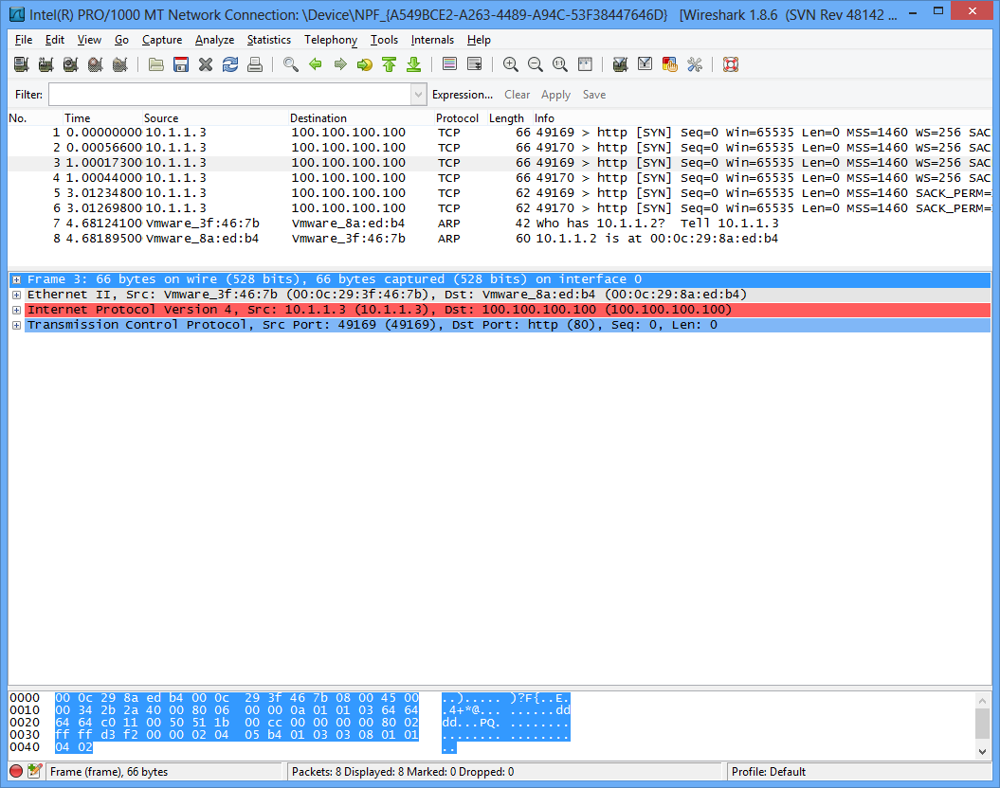 Intel(R) PRO/1000 MT Network Connection: \Device\NPF_{A549BCE2-A263-4489-A94C-53F38447646D} [Wireshark 1.8.6 (SVN Rev 48142 ...
File Edit View Go Capture Analyze Statistics Telephony Tools Internals Help
Filter: Expression... Clear Apply Save
No. Time Source Destination Protocol Length Info
1 0.00000000 10.1.1.3 100.100.100.100 TCP 66 49169 > http [SYN] Seq=0 Win=65535 Len=0 MSS=1460 WS=256 SAC
2 0.00056600 10.1.1.3 100.100.100.100 TCP 66 49170 > http [SYN] Seq=0 Win=65535 Len=0 MSS=1460 WS=256 SAC
3 1.00017300 10.1.1.3 100.100.100.100 TCP 66 49169 > http [SYN] Seq=0 Win=65535 Len=0 MSS=1460 WS=256 SAC
4 1.00044000 10.1.1.3 100.100.100.100 TCP 66 49170 > http [SYN] Seq=0 Win=65535 Len=0 MSS=1460 WS=256 SAC
5 3.01234800 10.1.1.3 100.100.100.100 TCP 62 49169 > http [SYN] Seq=0 Win=65535 Len=0 MSS=1460 SACK_PERM=
6 3.01269800 10.1.1.3 100.100.100.100 TCP 62 49170 > http [SYN] Seq=0 Win=65535 Len=0 MSS=1460 SACK_PERM=
7 4.68124100 Vmware_3f:46:7b Vmware_8a:ed:b4 ARP 42 Who has 10.1.1.2? Tell 10.1.1.3
8 4.68189500 Vmware_8a:ed:b4 Vmware_3f:46:7b ARP 60 10.1.1.2 is at 00:0c:29:8a:ed:b4
Frame 3: 66 bytes on wire (528 bits), 66 bytes captured (528 bits) on interface 0
Ethernet II, Src: Vmware_3f:46:7b (00:0c:29:3f:46:7b), Dst: Vmware_8a:ed:b4 (00:0c:29:8a:ed:b4)
Internet Protocol Version 4, Src: 10.1.1.3 (10.1.1.3), Dst: 100.100.100.100 (100.100.100.100)
Transmission Control Protocol, Src Port: 49169 (49169), Dst Port: http (80), Seq: 0, Len: 0
0000 00 0c 29 8a ed b4 00 0c 29 3f 46 7b 08 00 45 00 ..)..... )?F{..E.
0010 00 34 2b 2a 40 00 80 06 00 00 0a 01 01 03 64 64 .4+*@... ......dd
0020 64 64 c0 11 00 50 51 1b 00 cc 00 00 00 00 80 02 dd...PQ. ........
0030 ff ff d3 f2 00 00 02 04 05 b4 01 03 03 08 01 01 ........ ........
0040 04 02 ..
Frame (frame), 66 bytes Packets: 8 Displayed: 8 Marked: 0 Dropped: 0 Profile: Default